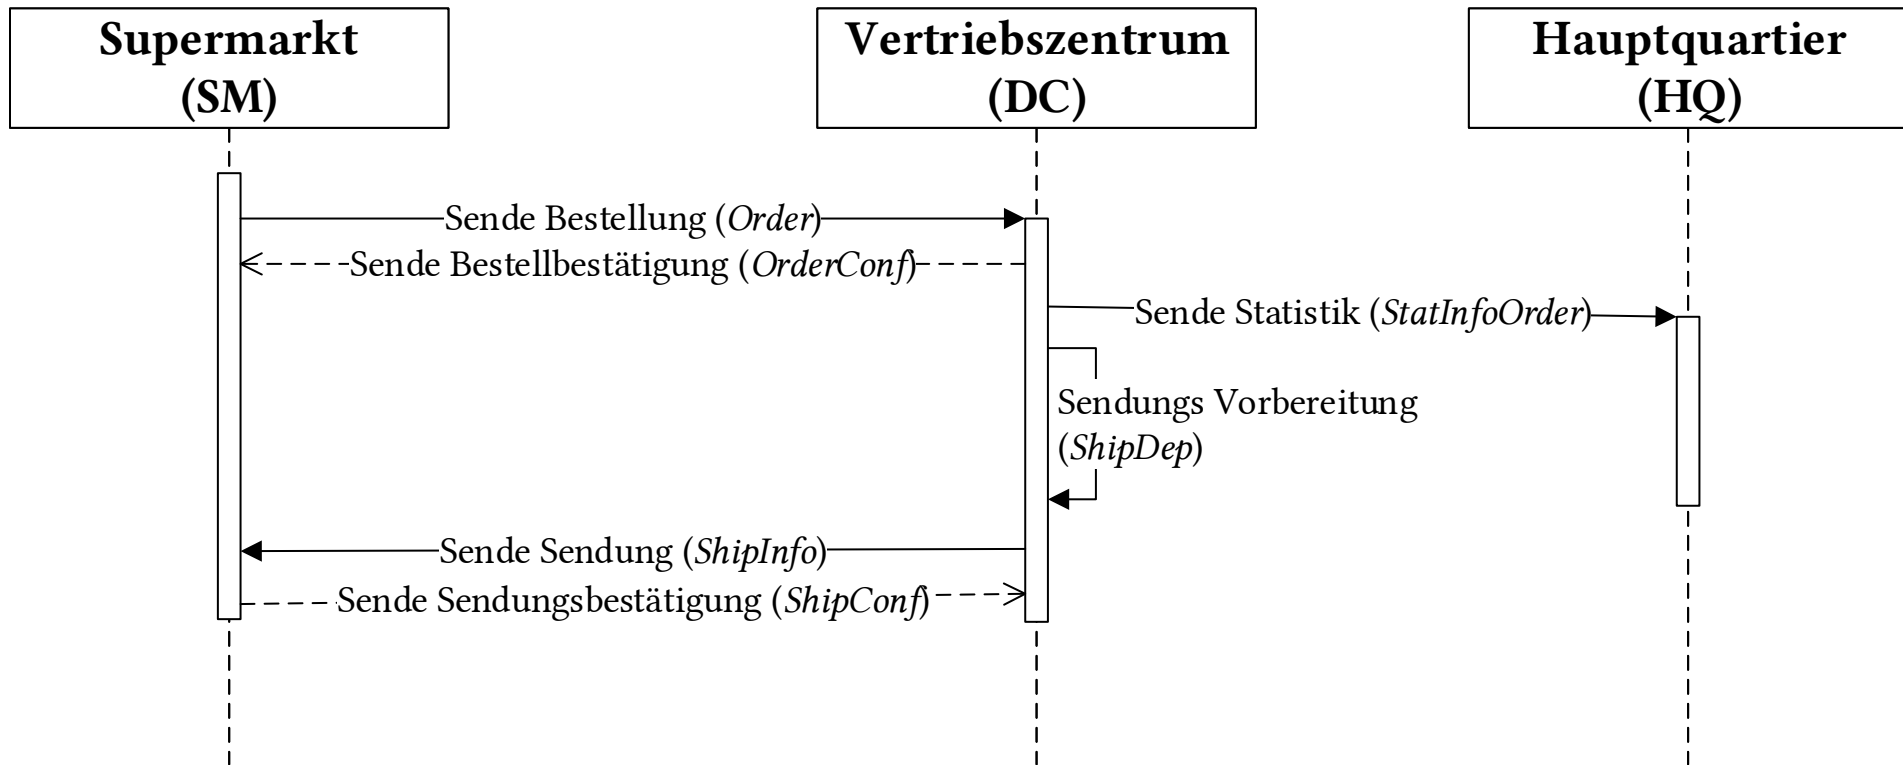 Supermarkt
(SM)
Vertriebszentrum
(DC)
Hauptquartier
(HQ)
Sende Bestellung (Order)
Sende Bestellbestätigung (OrderConf)
Sende Statistik (StatInfoOrder)
Sendungs Vorbereitung
(ShipDep)
Sende Sendung (ShipInfo)
Sende Sendungsbestätigung (ShipConf)